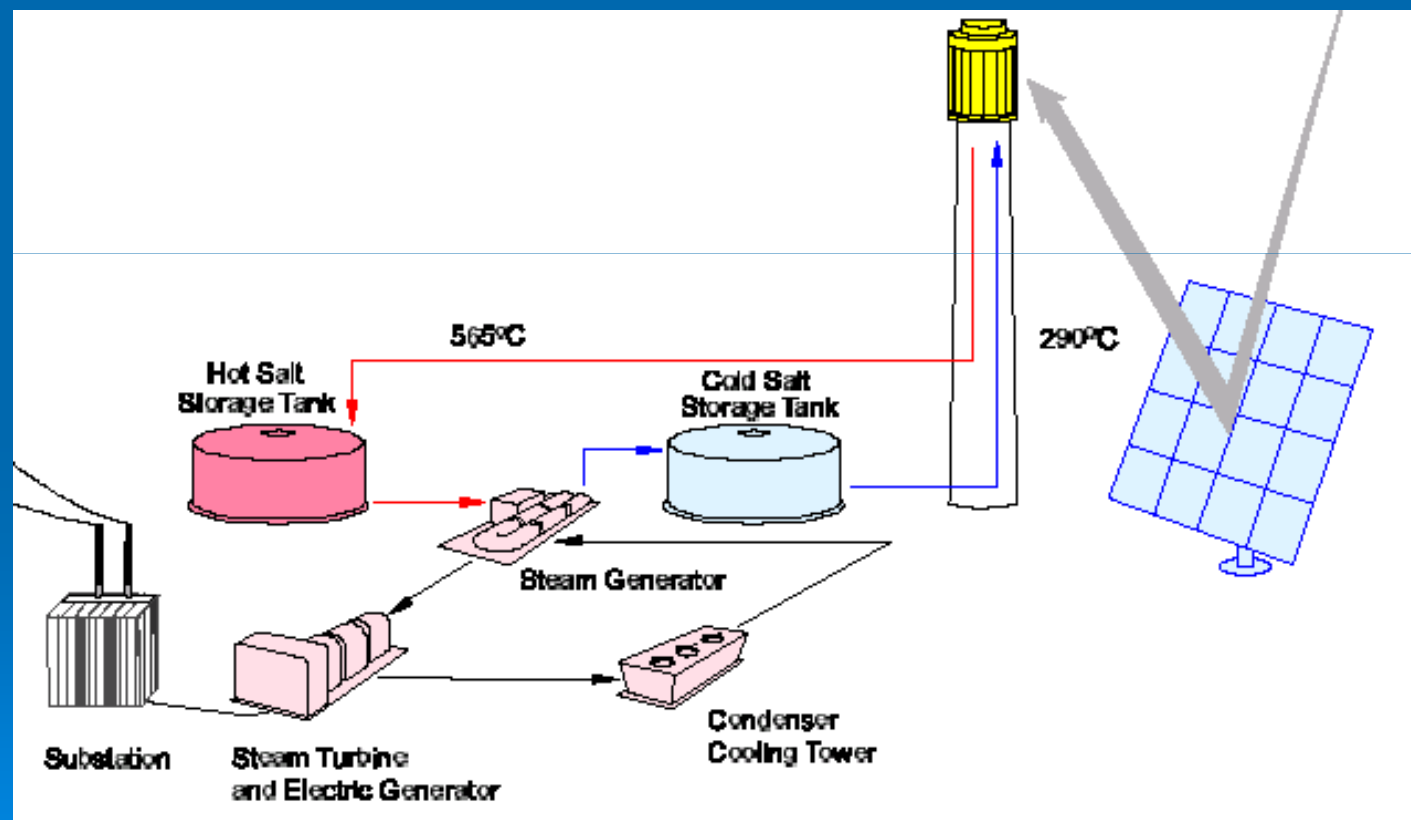 565ºC
290ºC
Hot Salt
Storage Tank
Cold Salt
Storage Tank
Steam Generator
Condenser
Cooling Tower
Substation
Steam Turbine
and Electric Generator